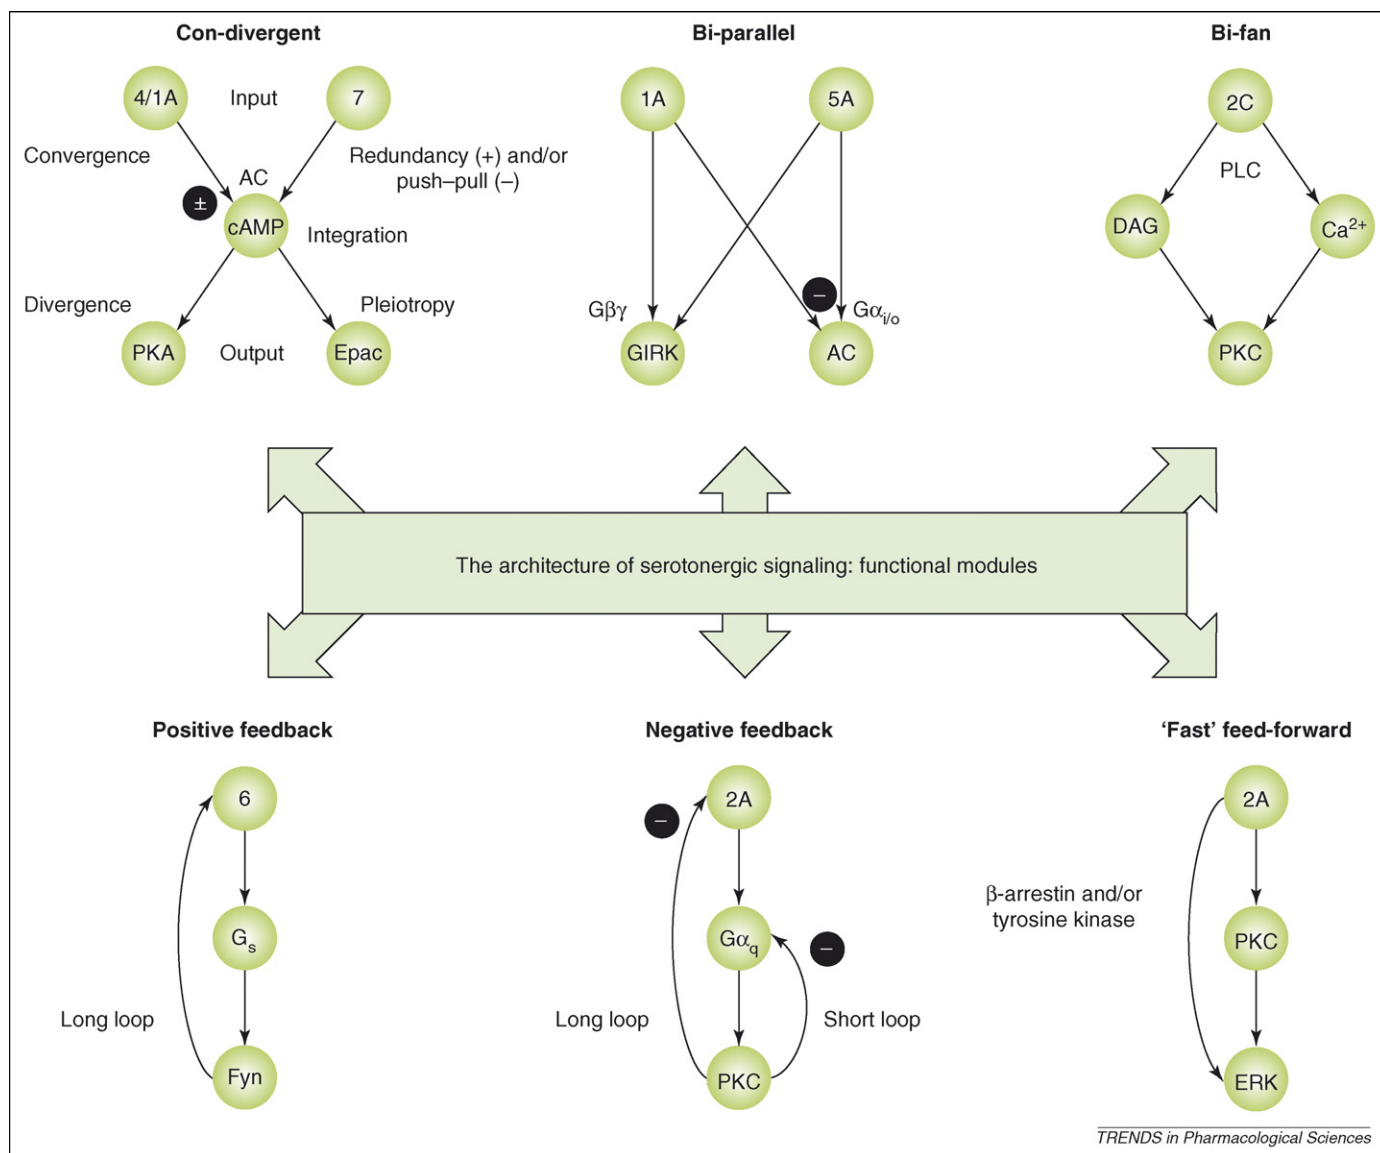 Con-divergent
4/1A
Input
7
Convergence
Redundancy (+) and/or
push–pull (–)
AC
±
cAMP
Integration
Divergence
Pleiotropy
PKA
Output
Epac
Bi-parallel
1A
5A
–
Gβγ
Gαi/o
GIRK
AC
Bi-fan
2C
PLC
DAG
Ca2+
PKC
The architecture of serotonergic signaling: functional modules
Positive feedback
6
Gs
Long loop
Fyn
Negative feedback
2A
–
Gαq
–
Long loop
Short loop
PKC
‘Fast’ feed-forward
2A
β-arrestin and/or
tyrosine kinase
PKC
ERK
TRENDS in Pharmacological Sciences